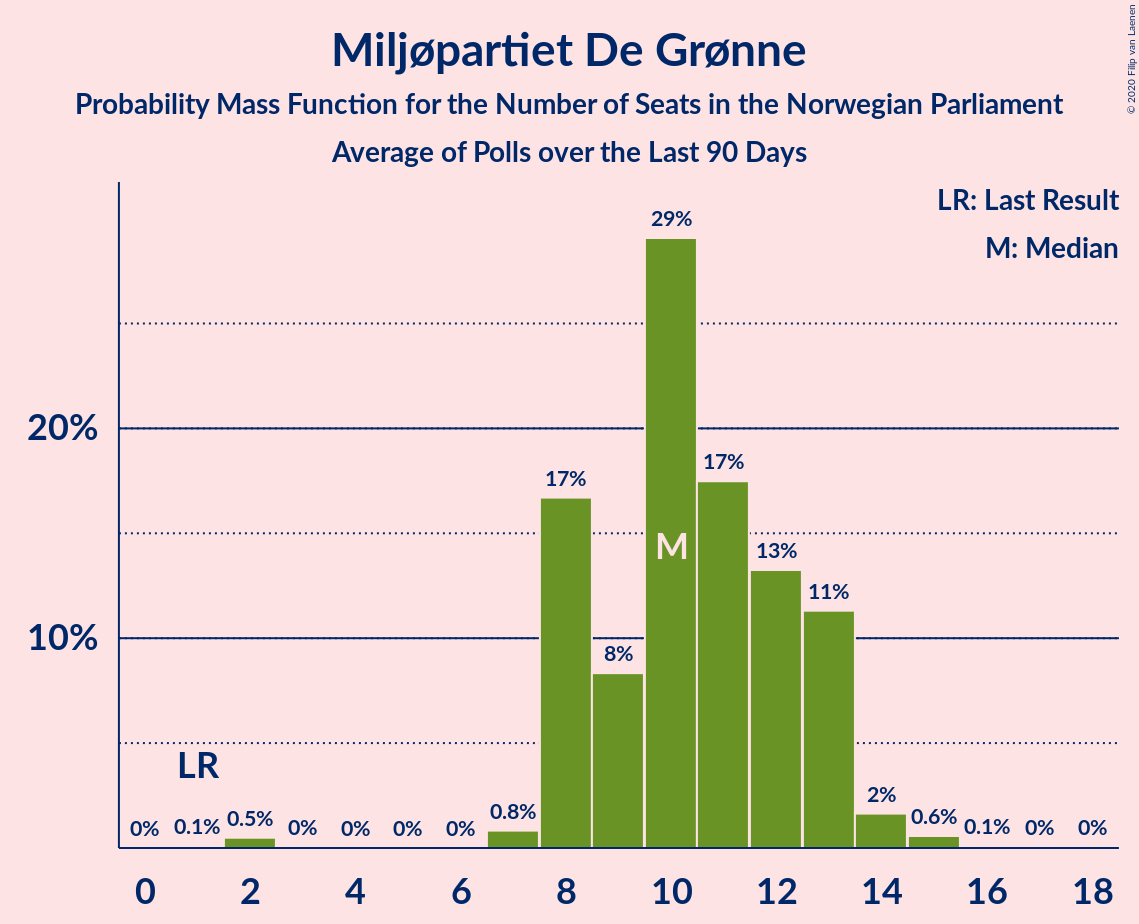 Miljøpartiet De Grønne
Probability Mass Function for the Number of Seats in the Norwegian Parliament
Average of Polls over the Last 90 Days
© 2020 Filip van Laenen
LR: Last Result
M: Median
20%
10%
LR
M
0%
0.1%
0.5%
0%
0%
0%
0%
0.8%
17%
8%
29%
17%
13%
11%
2%
0.6%
0.1%
0%
0%
0 2 4 6 8 10 12 14 16 18